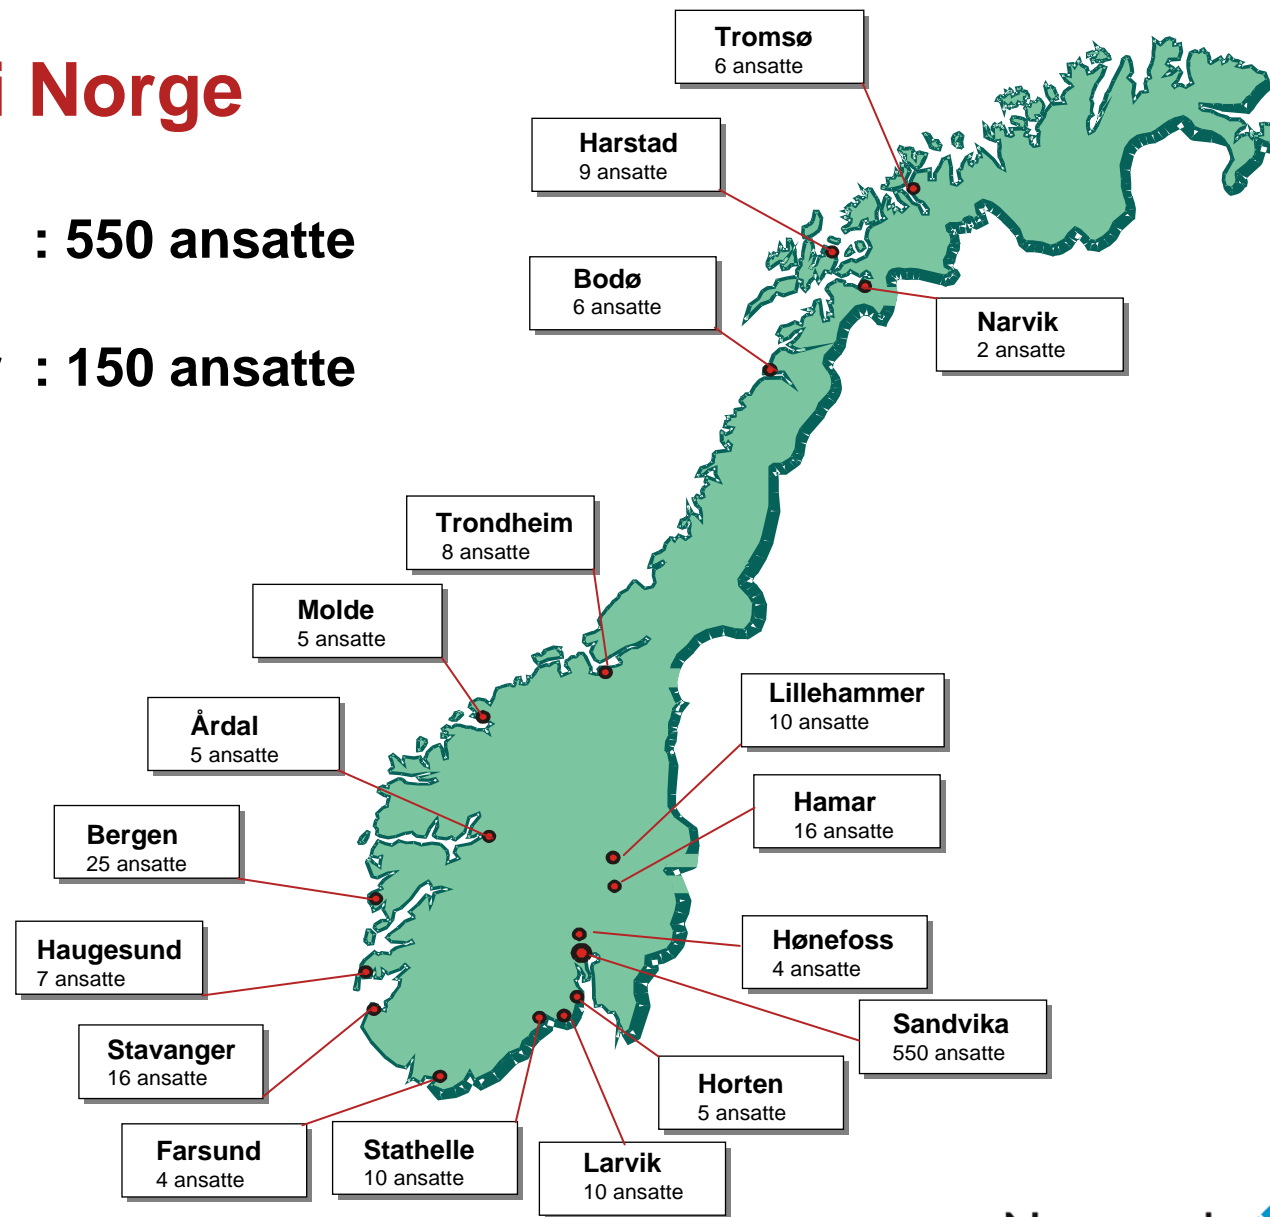 i Norge
: 550 ansatte
: 150 ansatte
Tromsø
6 ansatte
Harstad
9 ansatte
Bodø
6 ansatte
Narvik
2 ansatte
Trondheim
8 ansatte
Molde
5 ansatte
Årdal
5 ansatte
Lillehammer
10 ansatte
Hamar
16 ansatte
Bergen
25 ansatte
Haugesund
7 ansatte
Hønefoss
4 ansatte
Sandvika
550 ansatte
Stavanger
16 ansatte
Horten
5 ansatte
Farsund
4 ansatte
Stathelle
10 ansatte
Larvik
10 ansatte